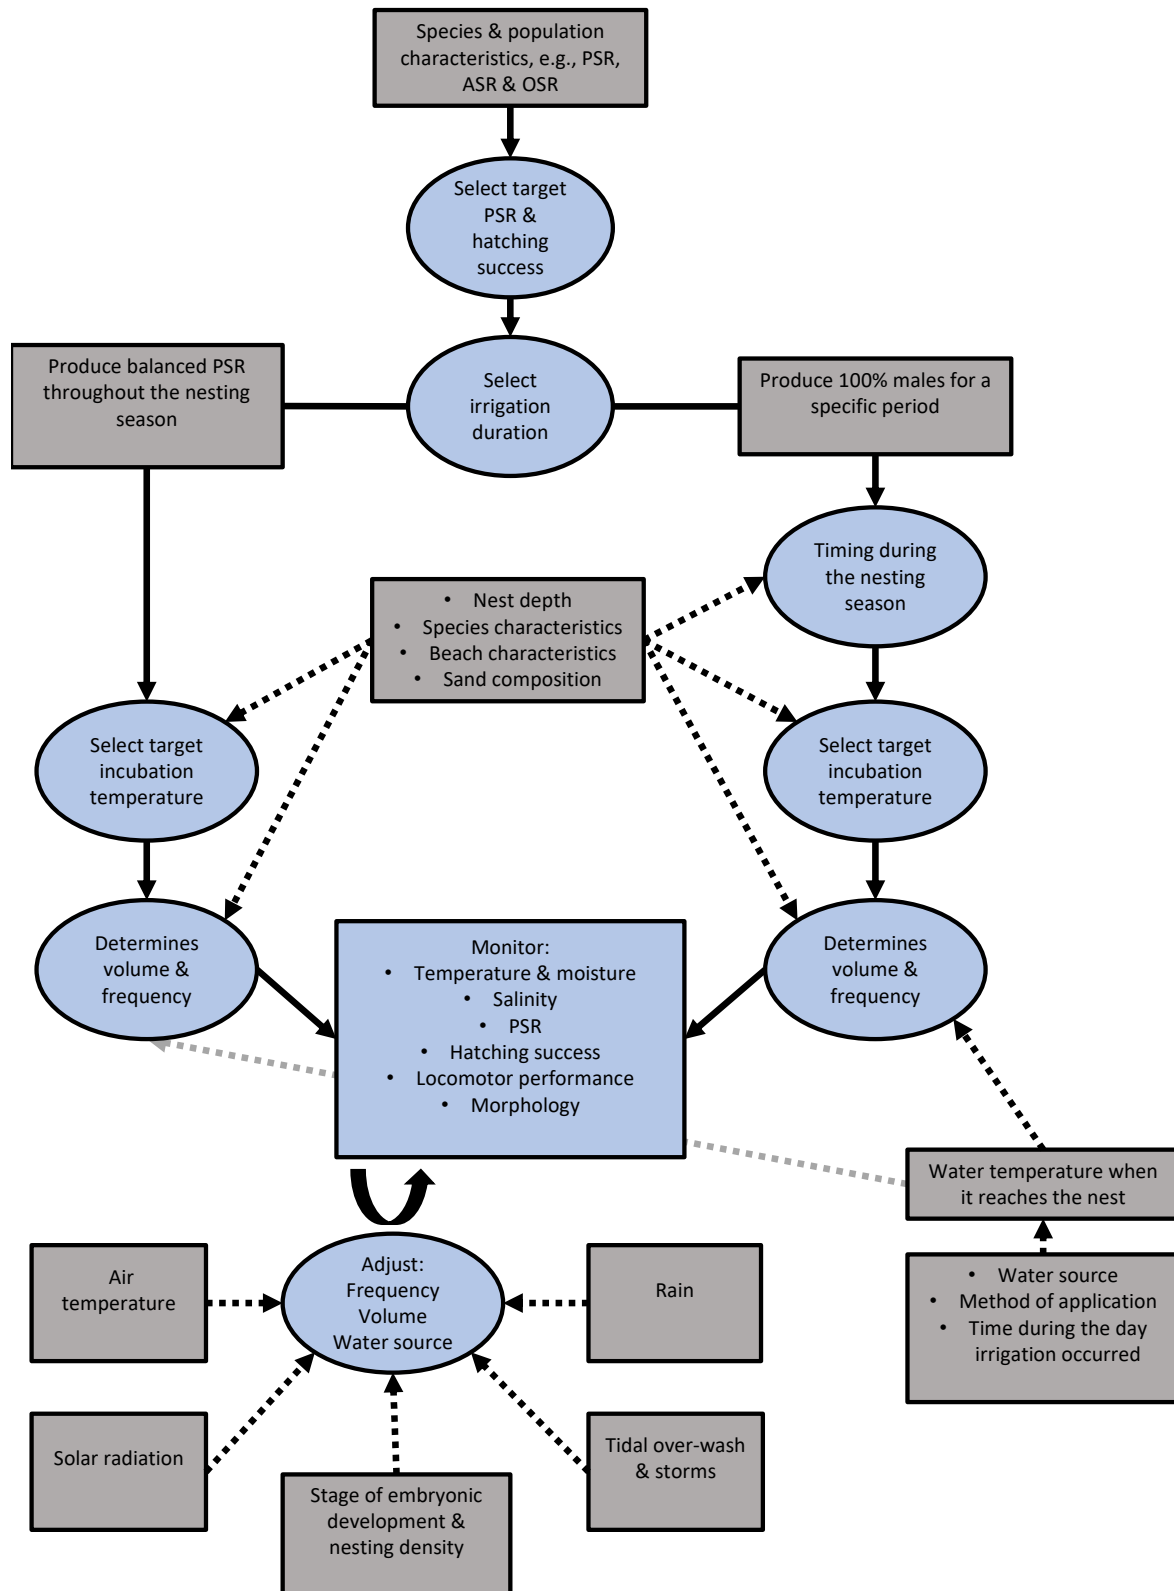 Species & population
characteristics, e.g., PSR,
ASR & OSR
Select target
PSR &
hatching
success
Produce balanced PSR
throughout the nesting
season
Select
irrigation
duration
Produce 100% males for a
specific period
Timing during
the nesting
season
• Nest depth
• Species characteristics
• Beach characteristics
• Sand composition
Select target
incubation
temperature
Select target
incubation
temperature
Determines
volume &
frequency
Monitor:
• Temperature & moisture
• Salinity
• PSR
• Hatching success
• Locomotor performance
• Morphology
Determines
volume &
frequency
Water temperature when
it reaches the nest
Air
temperature
Adjust:
Frequency
Volume
Water source
Rain
• Water source
• Method of application
• Time during the day
irrigation occurred
Solar radiation
Stage of embryonic
development &
nesting density
Tidal over-wash
& storms